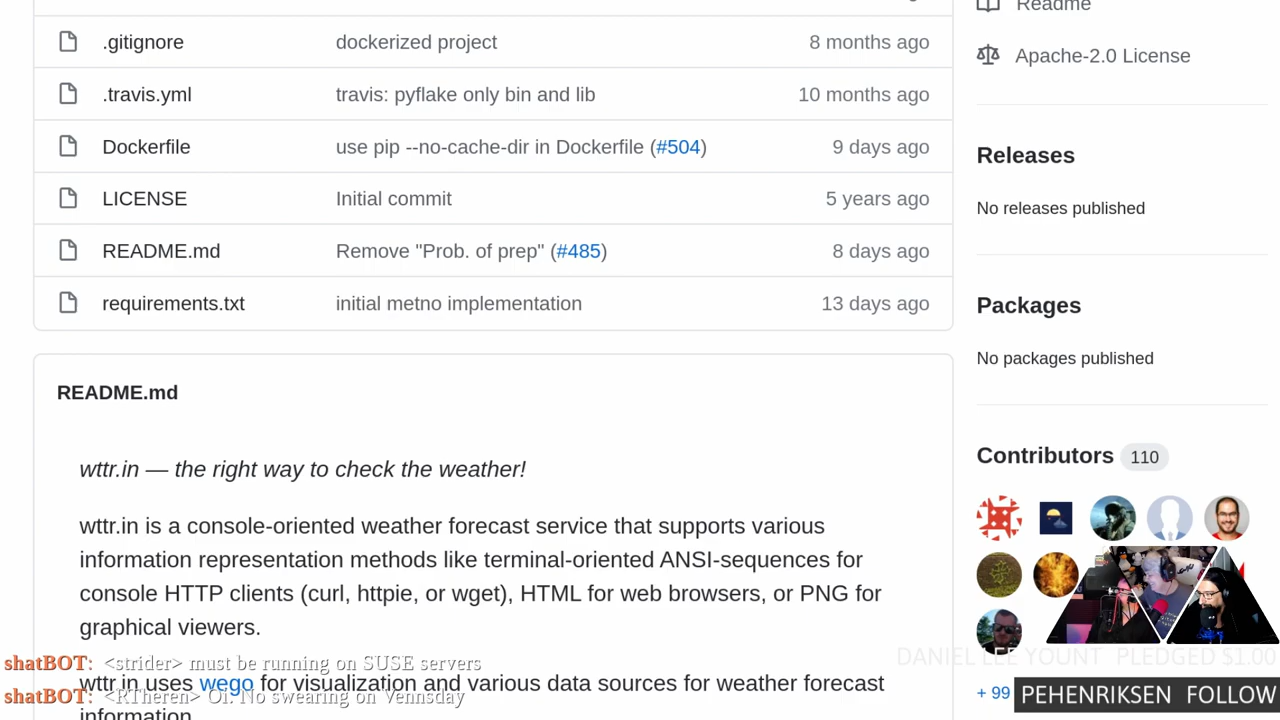 Readme
.gitignore dockerized project 8 months ago
Apache-2.0 License
.travis.yml travis: pyflake only bin and lib 10 months ago
Dockerfile use pip --no-cache-dir in Dockerfile (#504) 9 days ago
Releases
LICENSE Initial commit 5 years ago
No releases published
README.md Remove "Prob. of prep" (#485) 8 days ago
requirements.txt initial metno implementation 13 days ago
Packages
No packages published
README.md
Contributors 110
wttr.in — the right way to check the weather!
wttr.in is a console-oriented weather forecast service that supports various
information representation methods like terminal-oriented ANSI-sequences for
console HTTP clients (curl, httpie, or wget), HTML for web browsers, or PNG for
graphical viewers.
shatBOT: <strider> must be running on SUSE servers
DANIEL LEE YOUNT PLEDGED $1.00
wttr.in uses wego for visualization and various data sources for weather forecast
shatBOT: <RTheren> Oi: No swearing on Vennsday
+ 99
PEHENRIKSEN FOLLOW
information